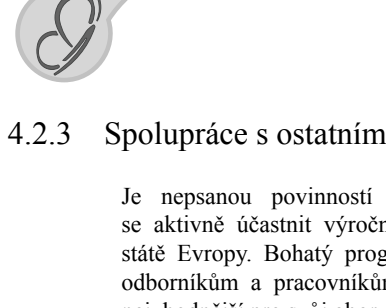 4.2.3 Spolupráce s ostatním
Je nepsanou povinností
se aktivně účastnit výročn
státě Evropy. Bohatý prog
odborníkům a pracovníkům